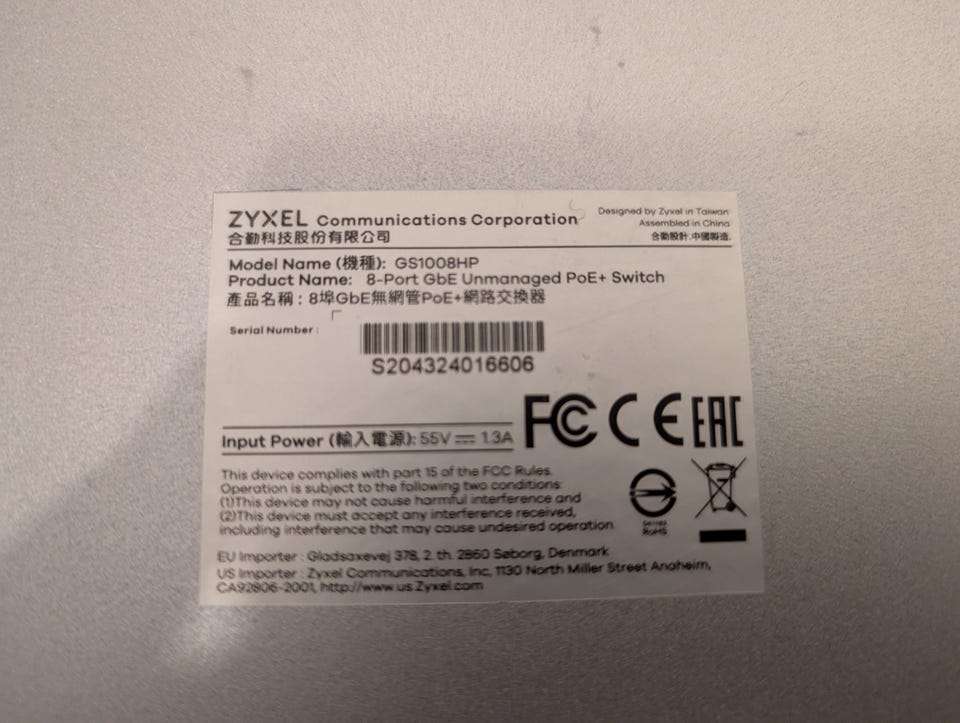 ZYXEL Communications Corporation
合勤科技股份有限公司
Designed by Zyxel in Taiwan
Assembled in China
合勤設計.中國製造.
Model Name (機種): GS1008HP
Product Name: 8-Port GbE Unmanaged PoE+ Switch
產品名稱 : 8埠GbE無網管PoE+網路交換器
Serial Number :
S204324016606
Input Power (輸入電源): 55V ⎓ 1.3A
FCC CE EAC
This device complies with part 15 of the FCC Rules.
Operation is subject to the following two conditions:
(1)This device may not cause harmful interference and
(2)This device must accept any interference received,
including interference that may cause undesired operation.
RoHS
EU Importer : Gladsaxevej 378, 2. th. 2860 Søborg, Denmark
US Importer : Zyxel Communications, Inc, 1130 North Miller Street Anaheim,
CA92806-2001, http://www.us.Zyxel.com